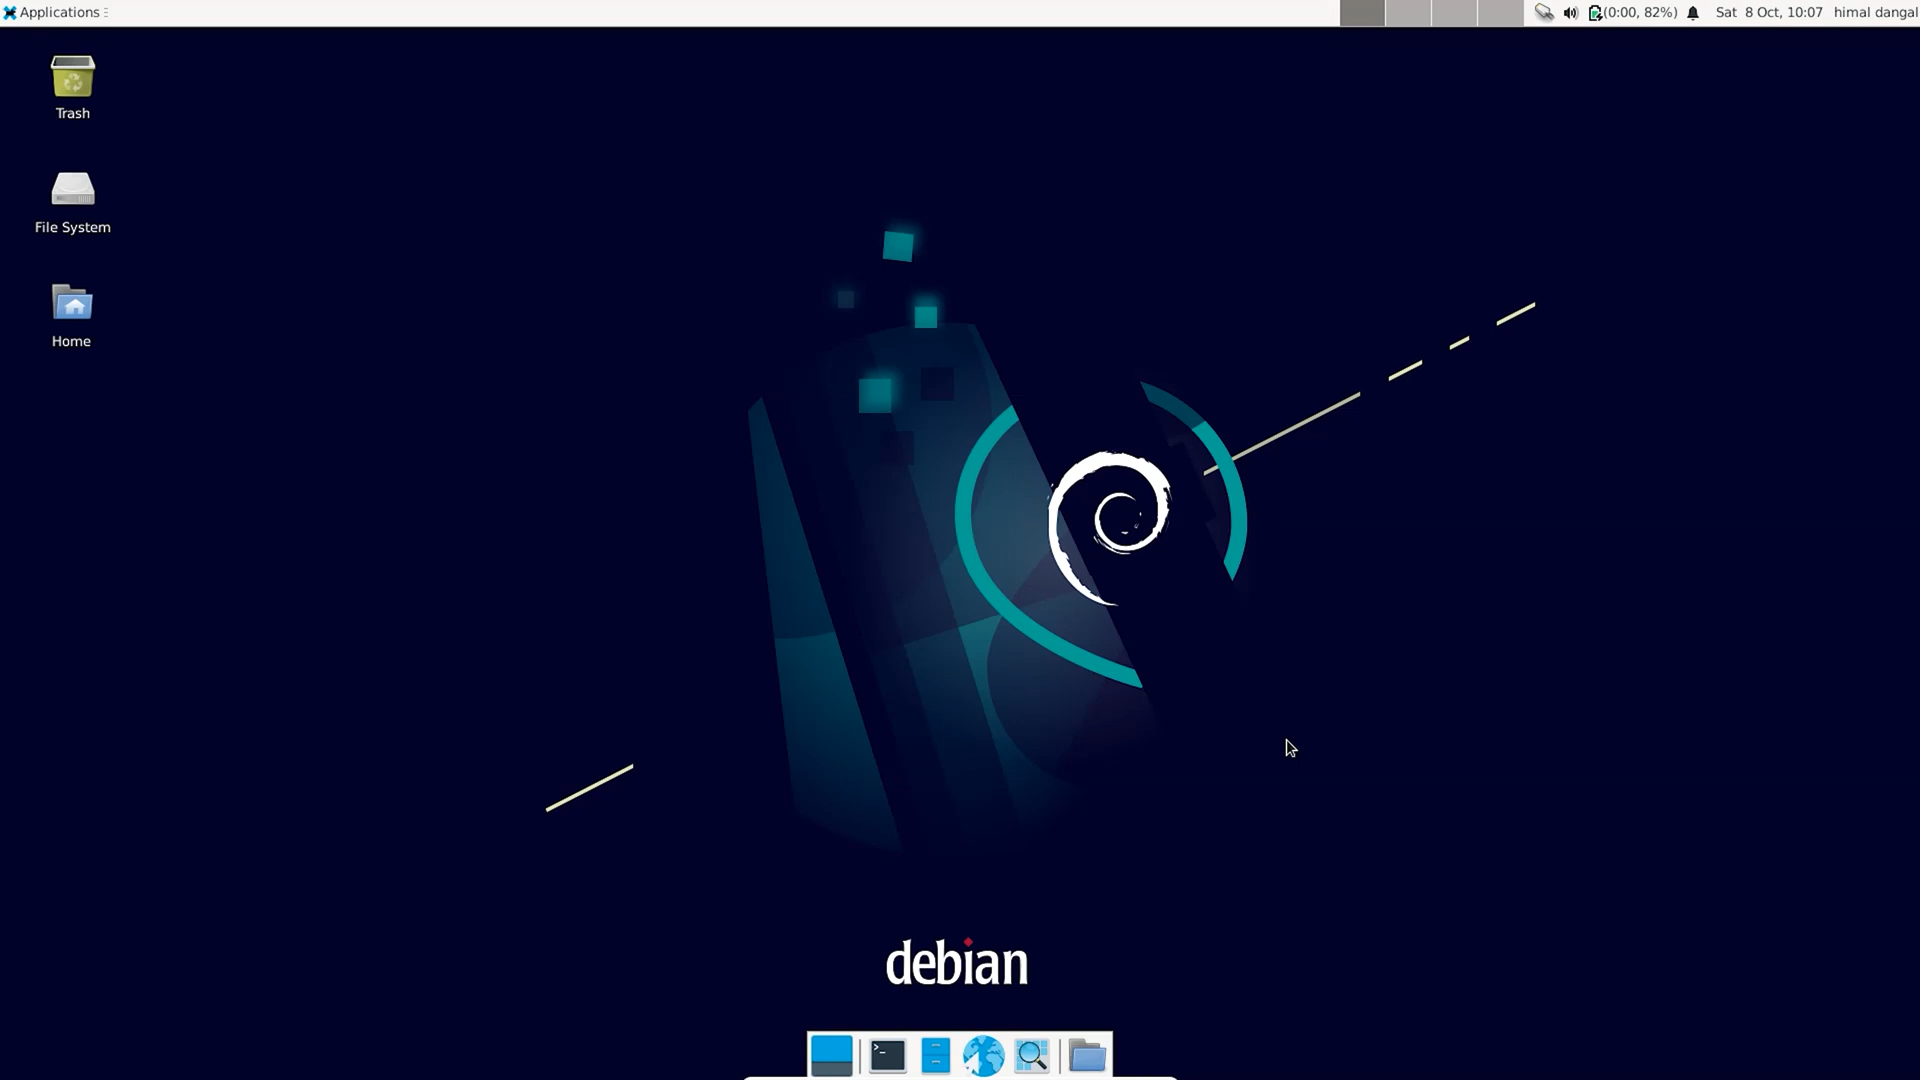 Applications
(0:00, 82%)
Sat 8 Oct, 10:07
himal dangal
Trash
File System
Home
debian